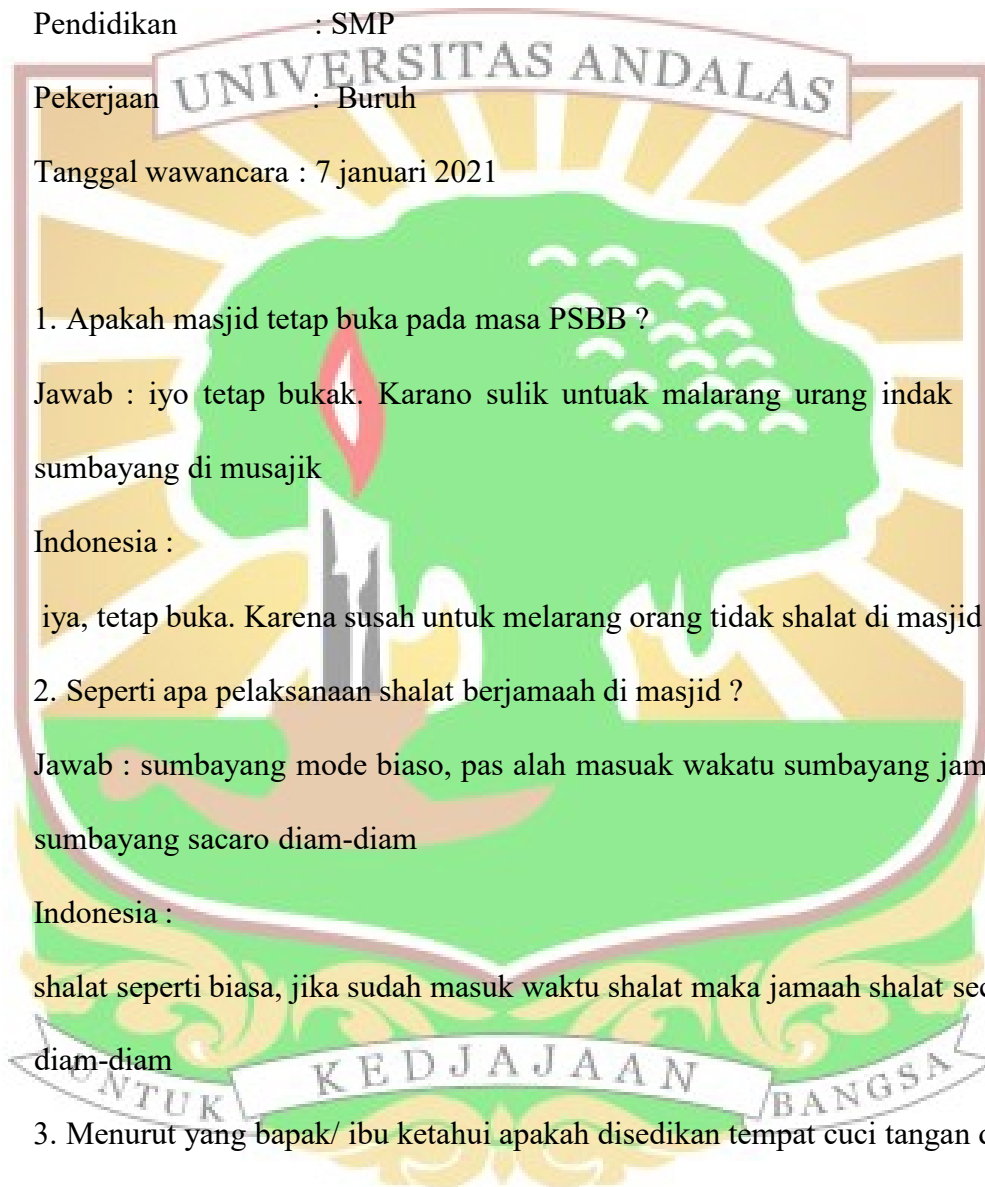 Pendidikan : SMP
UNIVERSITAS ANDALAS
Pekerjaan : Buruh
Tanggal wawancara : 7 januari 2021
1. Apakah masjid tetap buka pada masa PSBB ?
Jawab : iyo tetap bukak. Karano sulik untuak malarang urang indak
sumbayang di musajik
Indonesia :
iya, tetap buka. Karena susah untuk melarang orang tidak shalat di masjid
2. Seperti apa pelaksanaan shalat berjamaah di masjid ?
Jawab : sumbayang mode biaso, pas alah masuak wakatu sumbayang
sumbayang sacaro diam-diam
Indonesia :
shalat seperti biasa, jika sudah masuk waktu shalat maka jamaah shalat
diam-diam
UNTUK KEDJAJAAN BANGSA
3. Menurut yang bapak/ ibu ketahui apakah disedikan tempat cuci tangan